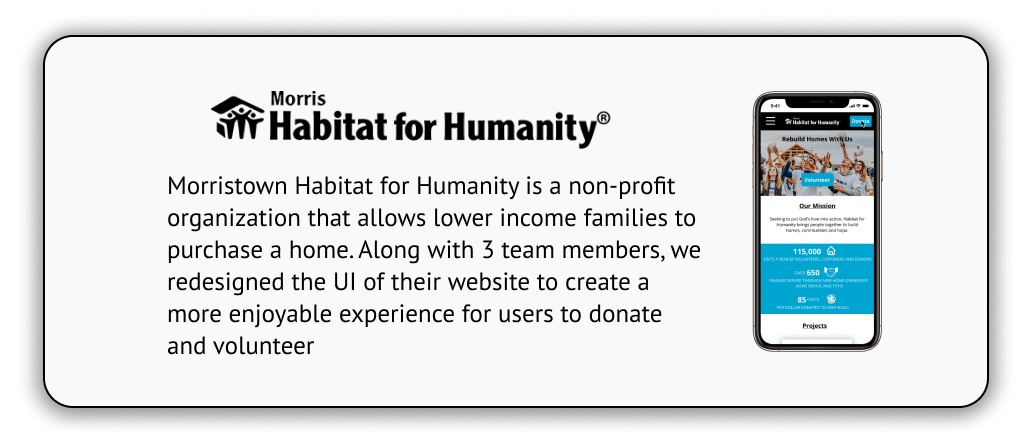 Morris
Habitat for Humanity®
Morristown Habitat for Humanity is a non-profit
organization that allows lower income families to
purchase a home. Along with 3 team members, we
redesigned the UI of their website to create a
more enjoyable experience for users to donate
and volunteer
9:41
Habitat for Humanity
Donate
Rebuild Homes With Us
Volunteer
Our Mission
Seeking to put God's love into action, Habitat for
Humanity brings people together to build
homes, communities and hope.
115,000
VISITS A YEAR BY VOLUNTEERS, CUSTOMERS AND DONORS
OVER 650
FAMILIES SERVED THROUGH NEW HOME OWNERSHIP,
HOME REPAIR, AND
85 CENTS
PER DOLLAR DONATED TO HELP BUILD
Projects